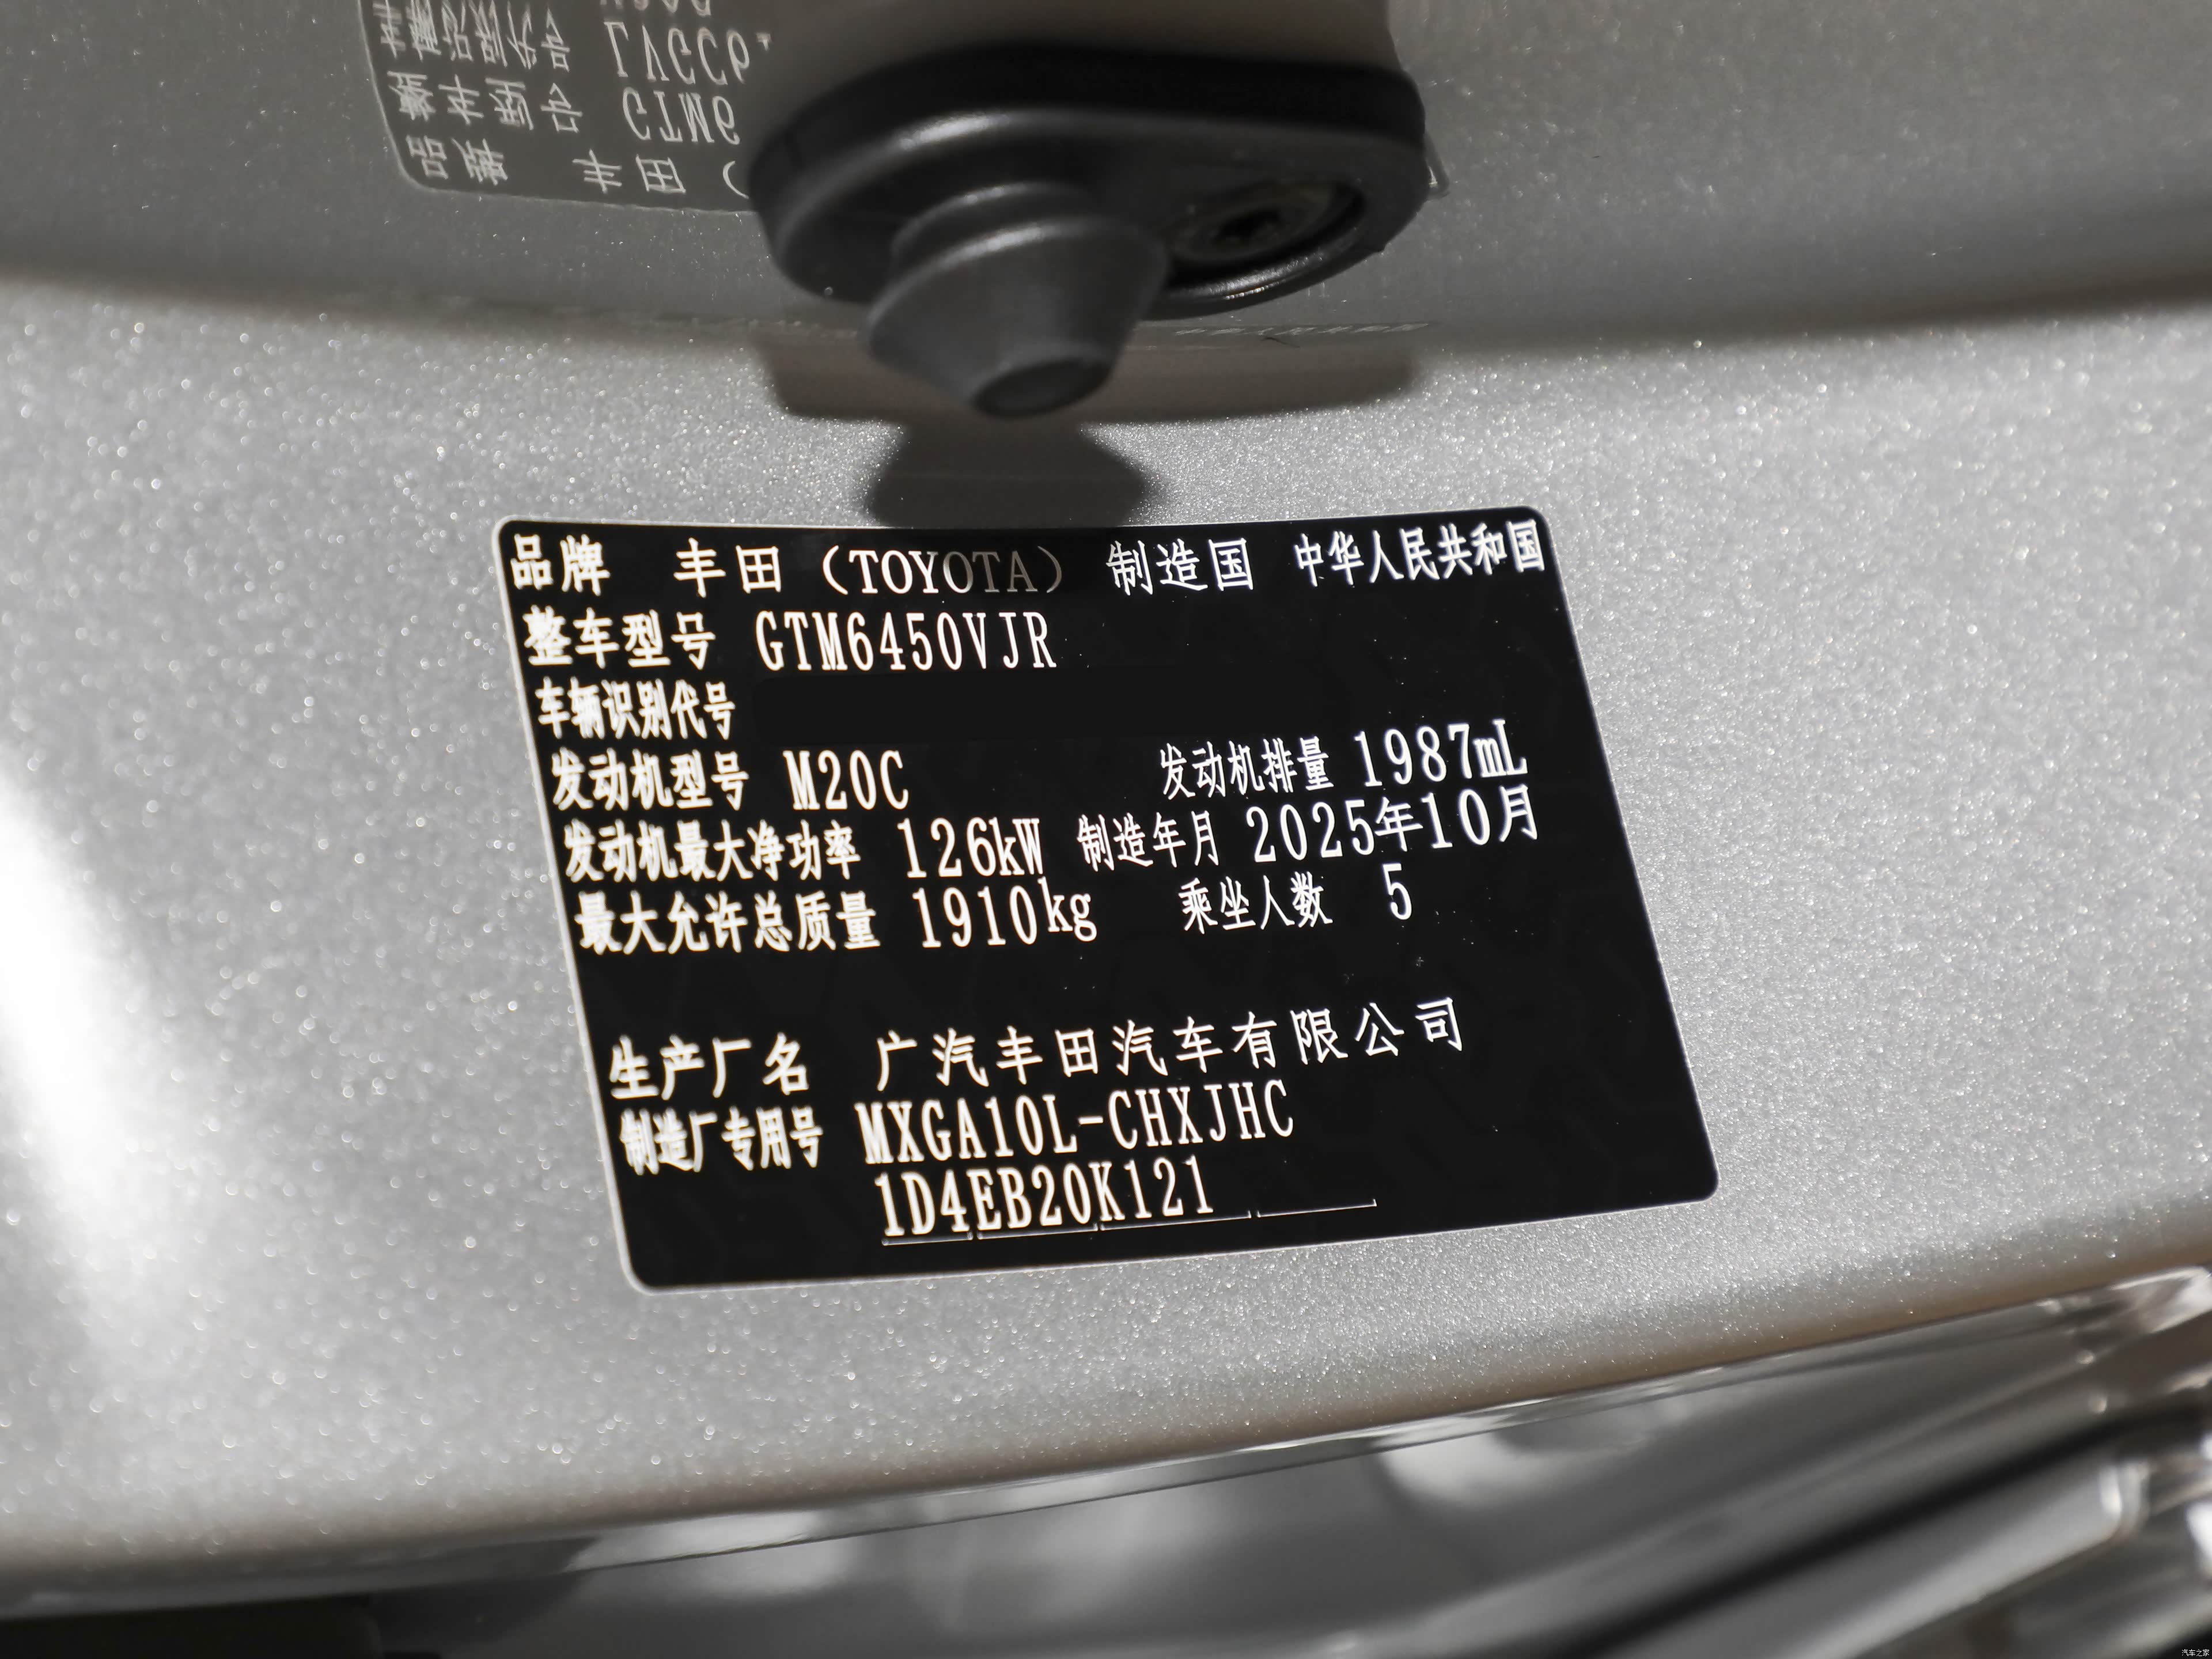 品牌 丰田（TOYOTA） 制造国 中华人民共和国
整车型号 GTM6450VJR
车辆识别代号
发动机型号 M20C 发动机排量 1987mL
发动机最大净功率 126kW 制造年月 2025年10月
最大允许总质量 1910kg 乘坐人数 5
生产厂名 广汽丰田汽车有限公司
制造厂专用号 MXGA10L-CHXJHC
1D4EB20K121
汽车之家